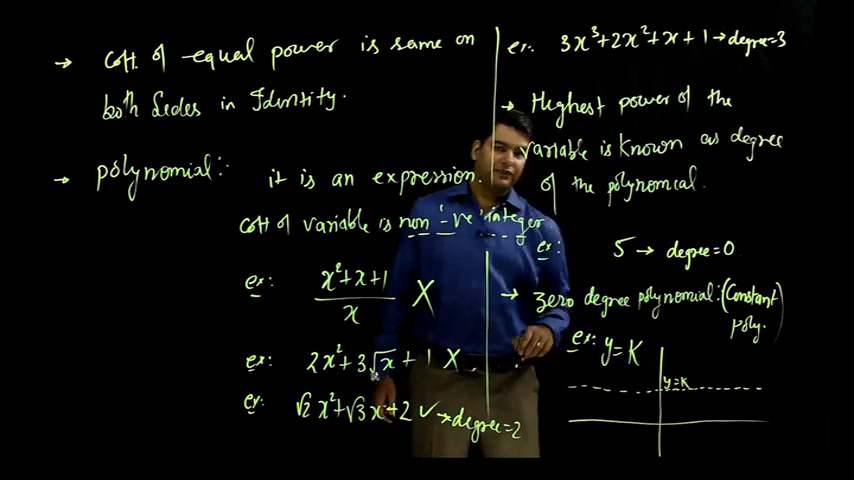 → Coff. of equal power is same on
both Sides in Identity.
→ polynomial:- it is an expression.
Coff of variable is non '-ve' integer.
ex: x²+x+1 / x X
ex: 2x²+3√x+1 X
ex: √2x²+√3x+2 ✓→degree=2
ex:- 3x³+2x²+x+1→degree=3
→ Highest power of the
variable is known as degree
of the polynomial.
ex: 5 → degree=0
→ zero degree polynomial:(Constant
poly.)
ex: y=K
y=K